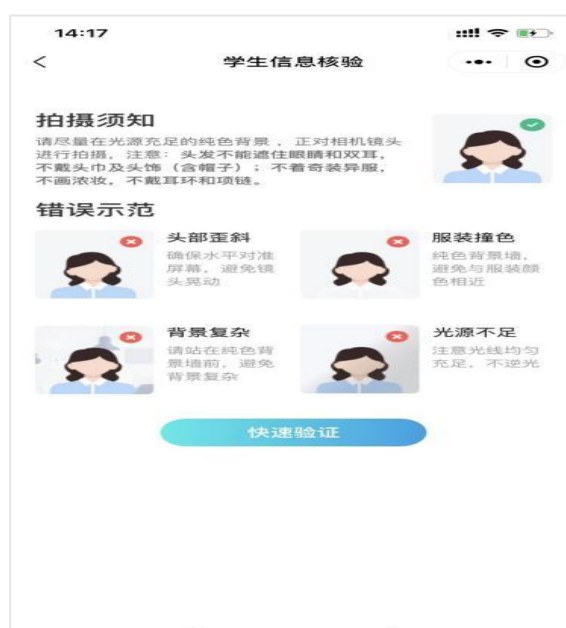 14:17
学生信息核验
拍摄须知
请尽量在光源充足的纯色背景，正对相机镜头
进行拍摄，注意：头发不能遮住眼睛和双耳，
不戴头巾及头饰（含帽子）；不着奇装异服，
不画浓妆，不戴耳环和项链。
错误示范
头部歪斜
确保水平对准
屏幕，避免镜
头晃动
服装撞色
纯色背景墙，
避免与服装颜
色相近
背景复杂
请站在纯色背
景墙前，避免
背景复杂
光源不足
注意光线均匀
充足，不逆光
快速验证